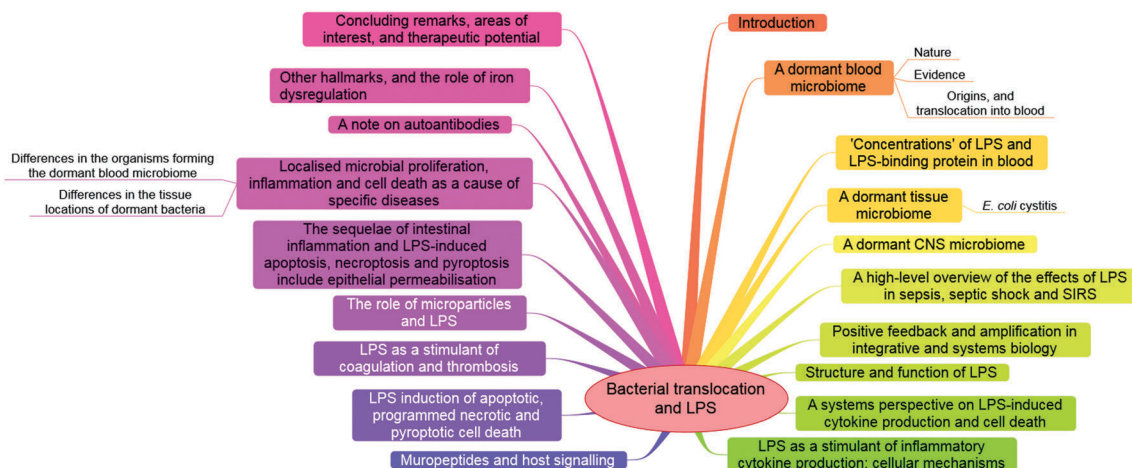 Introduction
A dormant blood
microbiome
Nature
Evidence
Origins, and
translocation into blood
'Concentrations' of LPS and
LPS-binding protein in blood
A dormant tissue
microbiome
E. coli cystitis
A dormant CNS microbiome
A high-level overview of the effects of LPS
in sepsis, septic shock and SIRS
Positive feedback and amplification in
integrative and systems biology
Structure and function of LPS
A systems perspective on LPS-induced
cytokine production and cell death
LPS as a stimulant of inflammatory
cytokine production: cellular mechanisms
Muropeptides and host signalling
LPS induction of apoptotic,
programmed necrotic and
pyroptotic cell death
LPS as a stimulant of
coagulation and thrombosis
The role of microparticles
and LPS
The sequelae of intestinal
inflammation and LPS-induced
apoptosis, necroptosis and pyroptosis
include epithelial permeabilisation
Localised microbial proliferation,
inflammation and cell death as a cause of
specific diseases
Differences in the organisms forming
the dormant blood microbiome
Differences in the tissue
locations of dormant bacteria
A note on autoantibodies
Other hallmarks, and the role of iron
dysregulation
Concluding remarks, areas of
interest, and therapeutic potential
Bacterial translocation
and LPS